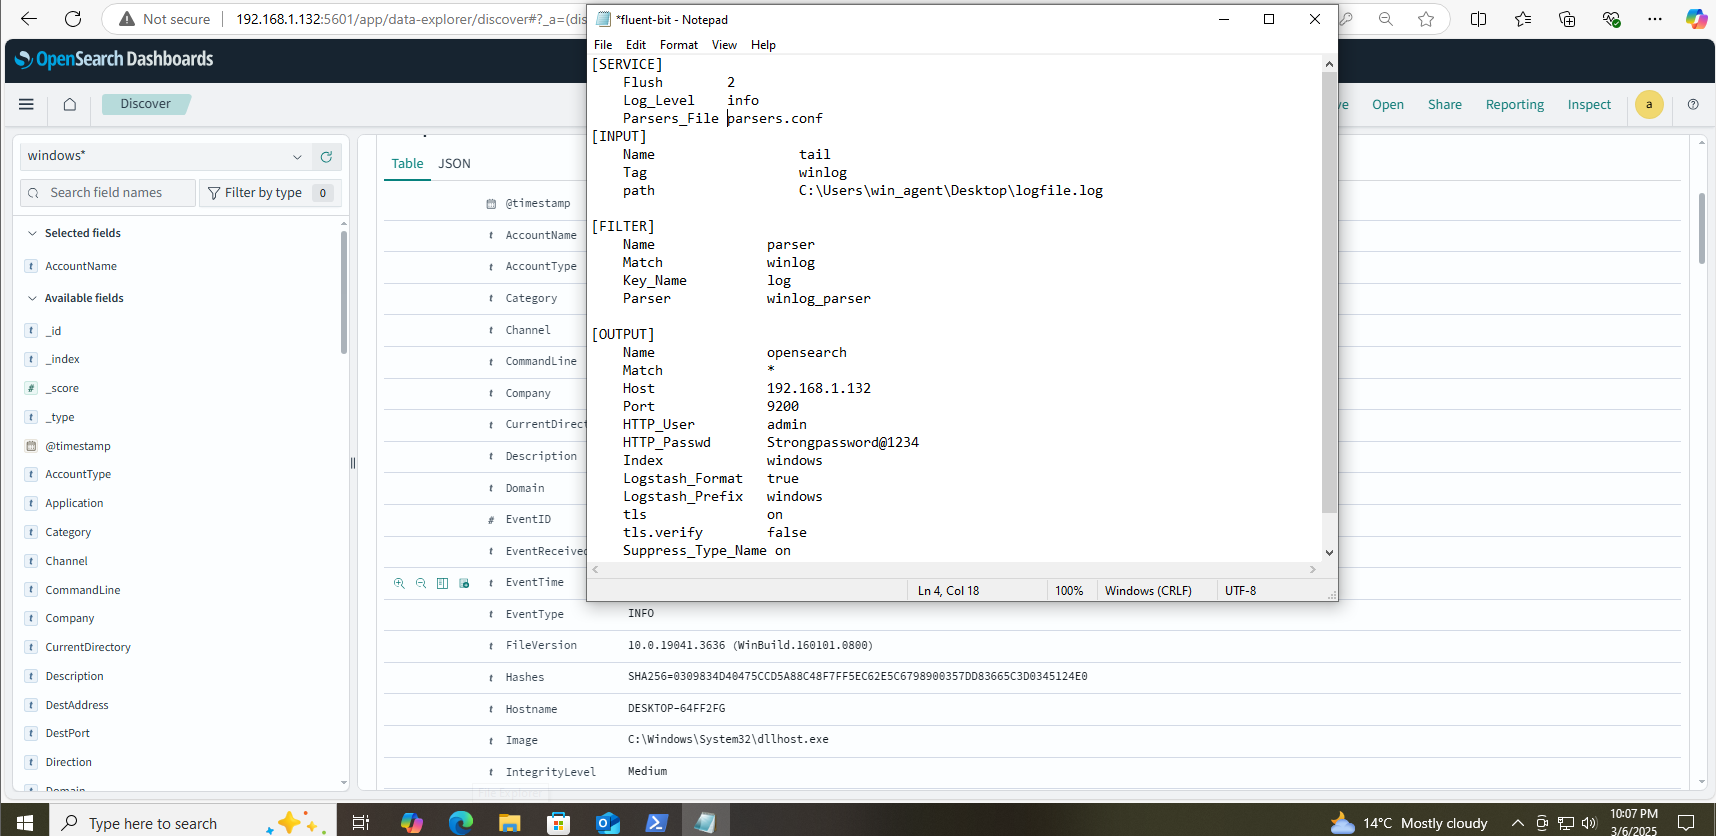 Not secure
192.168.1.132:5601/app/data-explorer/discover#?_a=(dis
*fluent-bit - Notepad
File Edit Format View Help
[SERVICE]
Flush 2
Log_Level info
Parsers_File parsers.conf
[INPUT]
Name tail
Tag winlog
path C:\Users\win_agent\Desktop\logfile.log
[FILTER]
Name parser
Match winlog
Key_Name log
Parser winlog_parser
[OUTPUT]
Name opensearch
Match *
Host 192.168.1.132
Port 9200
HTTP_User admin
HTTP_Passwd Strongpassword@1234
Index windows
Logstash_Format true
Logstash_Prefix windows
tls on
tls.verify false
Suppress_Type_Name on
Ln 4, Col 18 100% Windows (CRLF) UTF-8
OpenSearch Dashboards
Discover
ve Open Share Reporting Inspect a
windows*
Search field names
Filter by type 0
Selected fields
t AccountName
Available fields
t _id
t _index
# _score
t _type
@timestamp
t AccountType
t Application
t Category
t Channel
t CommandLine
t Company
t CurrentDirectory
t Description
t DestAddress
t DestPort
t Direction
t Domain
Table JSON
@timestamp
t AccountName
t AccountType
t Category
t Channel
t CommandLine
t Company
t CurrentDirect
t Description
t Domain
# EventID
t EventReceived
t EventTime
t EventType INFO
t FileVersion 10.0.19041.3636 (WinBuild.160101.0800)
t Hashes SHA256=0309834D40475CCD5A88C48F7FF5EC62E5C6798900357DD83665C3D0345124E0
t Hostname DESKTOP-64FF2FG
t Image C:\Windows\System32\dllhost.exe
t IntegrityLevel Medium
File Explorer
Type here to search
14°C Mostly cloudy
10:07 PM
3/6/2025